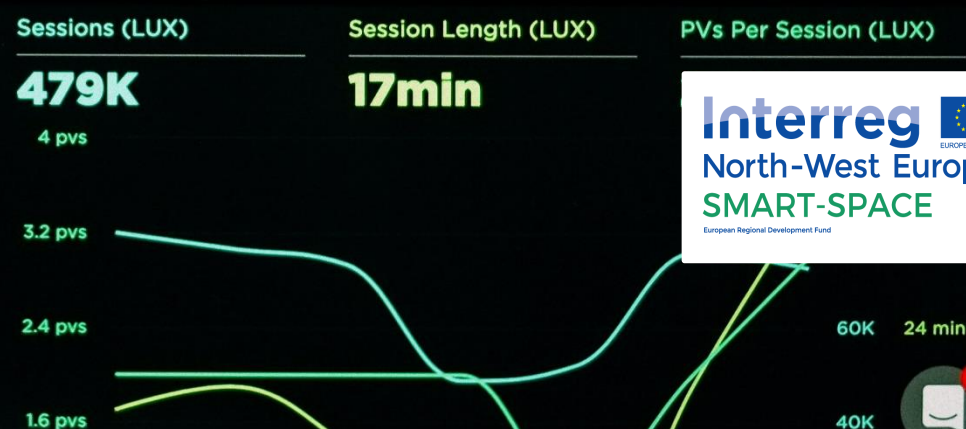 Sessions (LUX)
Session Length (LUX)
PVs Per Session (LUX)
479K
17min
4 pvs
Interreg
North-West
SMART-SPACE
European Regional Development Fund
3.2 pvs
2.4 pvs
60K
24 min
1.6 pvs
40K